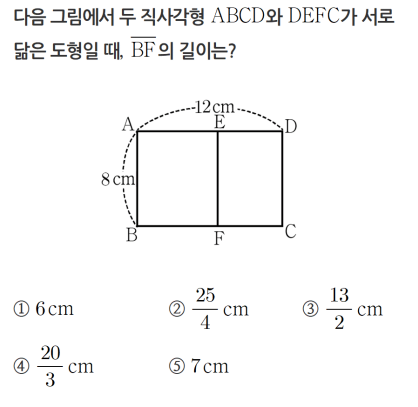 다음 그림에서 두 직사각형 ABCD와 DEFC가 서로
닮은 도형일 때, \overline{BF}의 길이는?
12cm
A E D
8cm
B F C
① 6cm ② 25/4 cm ③ 13/2 cm
④ 20/3 cm ⑤ 7cm